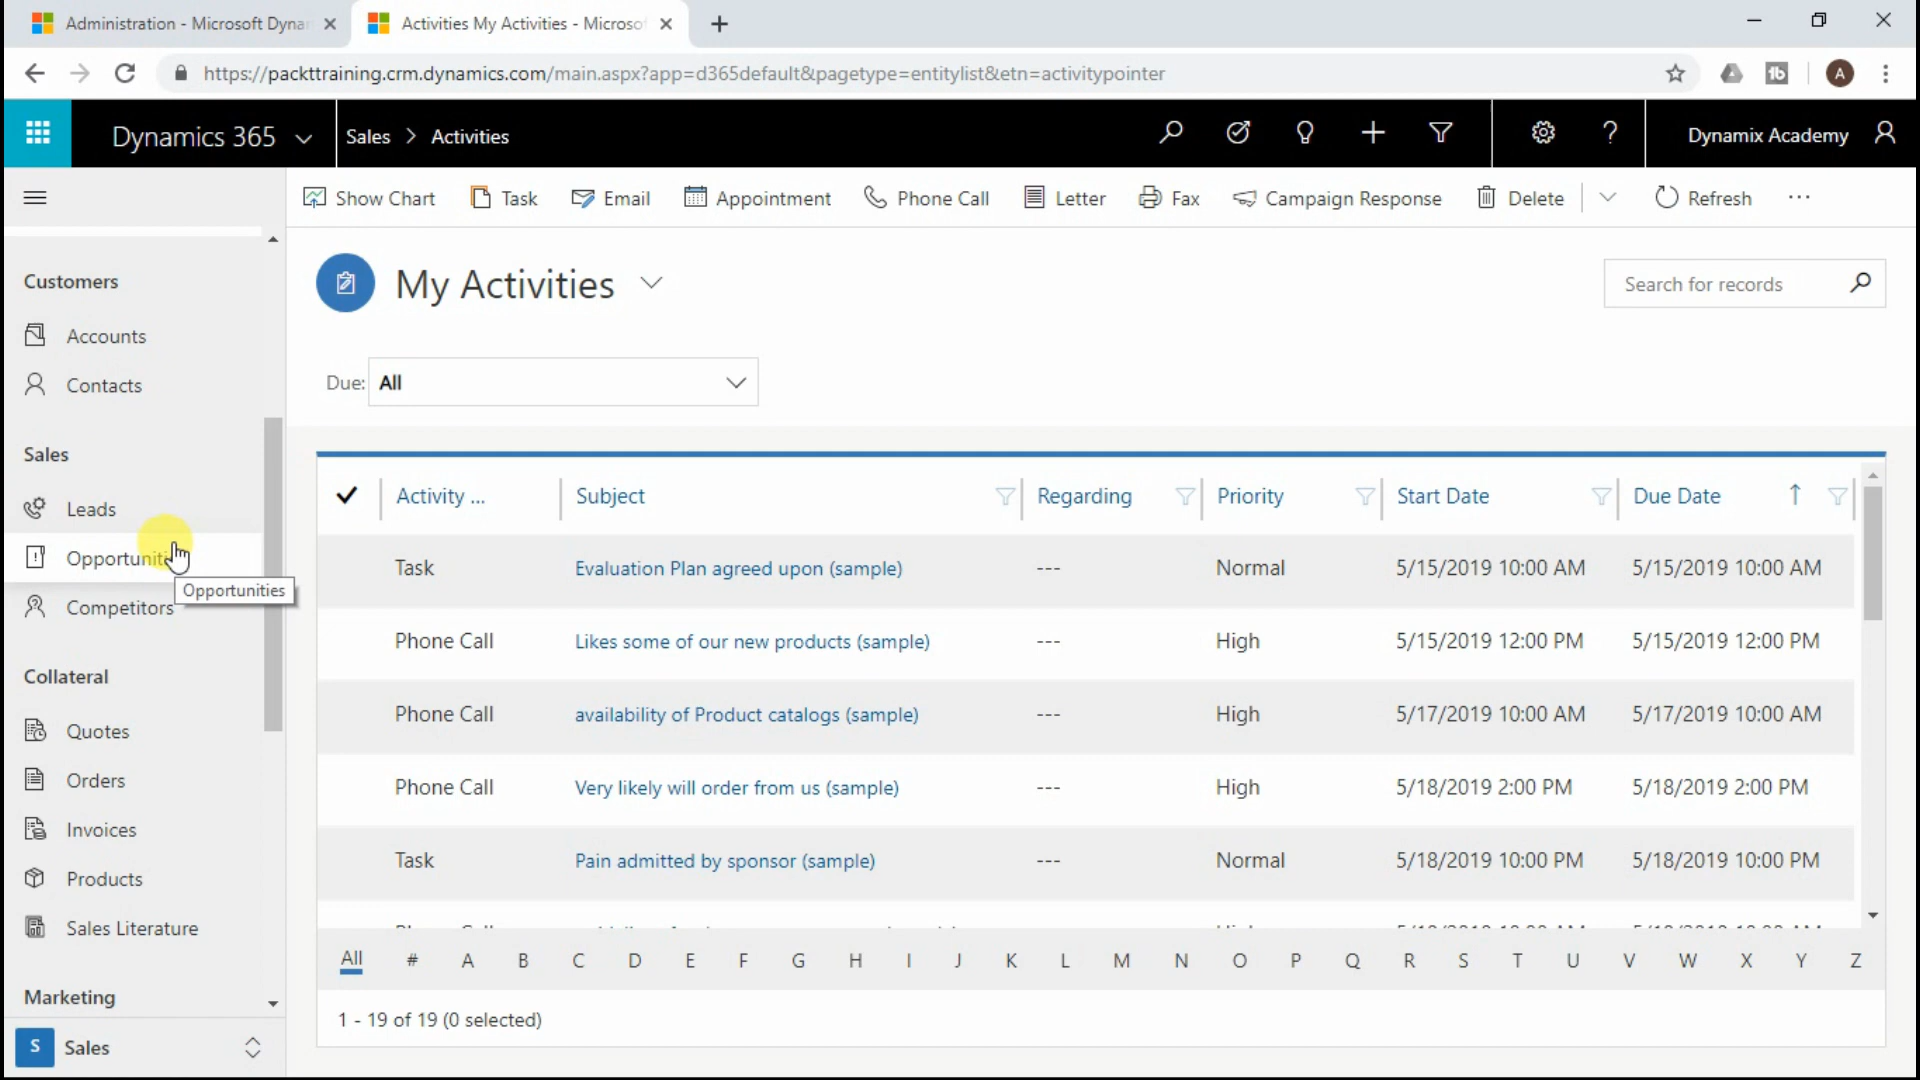 Administration - Microsoft Dynan
Activities My Activities - Microsof
https://packttraining.crm.dynamics.com/main.aspx?app=d365default&pagetype=entitylist&etn=activitypointer
A
Dynamics 365
Sales > Activities
Dynamix Academy
Show Chart
Task
Email
Appointment
Phone Call
Letter
Fax
Campaign Response
Delete
Refresh
Customers
Accounts
Contacts
Sales
Leads
Opportuniti
Opportunities
Competitors
Collateral
Quotes
Orders
Invoices
Products
Sales Literature
Marketing
S Sales
My Activities
Search for records
Due: All
Activity ... Subject Regarding Priority Start Date Due Date
Task Evaluation Plan agreed upon (sample) --- Normal 5/15/2019 10:00 AM 5/15/2019 10:00 AM
Phone Call Likes some of our new products (sample) --- High 5/15/2019 12:00 PM 5/15/2019 12:00 PM
Phone Call availability of Product catalogs (sample) --- High 5/17/2019 10:00 AM 5/17/2019 10:00 AM
Phone Call Very likely will order from us (sample) --- High 5/18/2019 2:00 PM 5/18/2019 2:00 PM
Task Pain admitted by sponsor (sample) --- Normal 5/18/2019 10:00 PM 5/18/2019 10:00 PM
All # A B C D E F G H I J K L M N O P Q R S T U V W X Y Z
1 - 19 of 19 (0 selected)